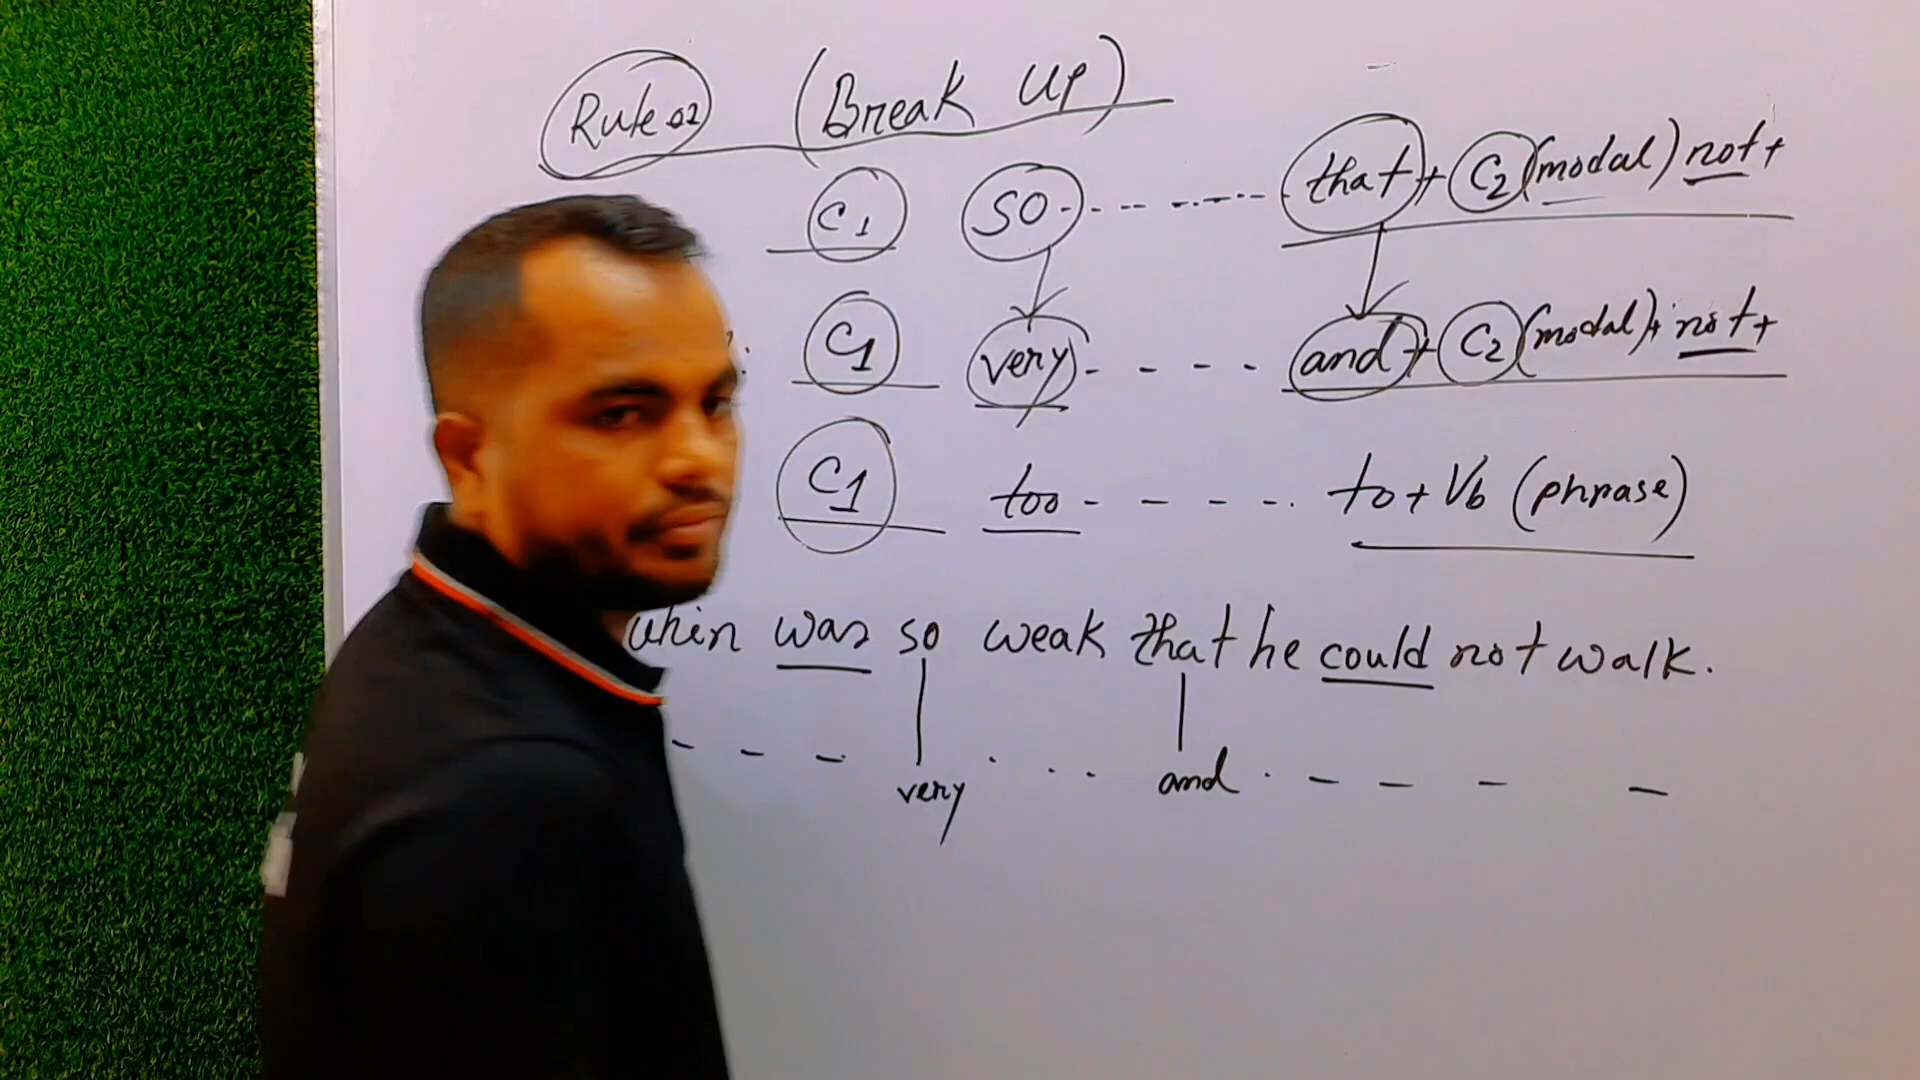 Rule 02 (Break Up)
C1 so - - - - - - that + C2 (modal) not +
: C1 very - - - - and + C2 (modal) + not +
C1 too - - - - . to + Vb (phrase)
was so weak that he could not walk.
- - - very . . . and . - - - -